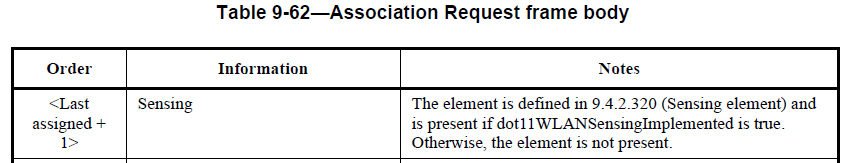 Table 9-62—Association Request frame body
Order Information Notes
<Last assigned + 1>
Sensing
The element is defined in 9.4.2.320 (Sensing element) and
is present if dot11WLANSensingImplemented is true.
Otherwise, the element is not present.